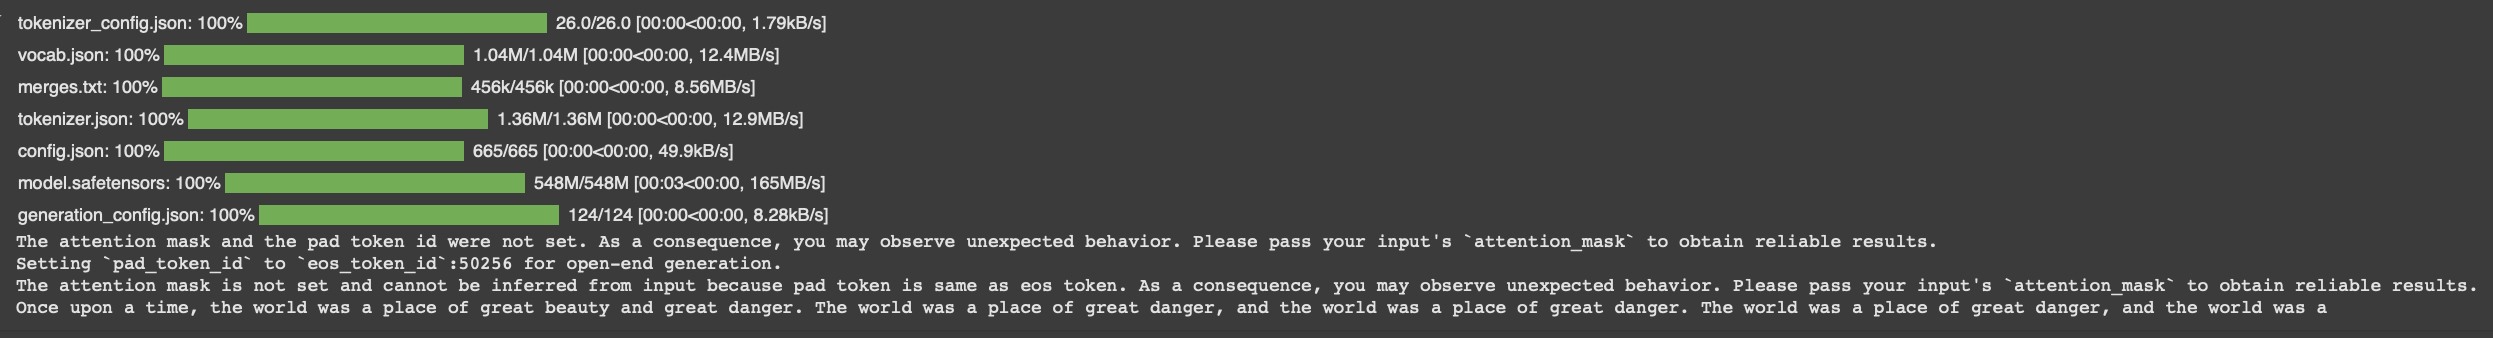 tokenizer_config.json: 100% 26.0/26.0 [00:00<00:00, 1.79kB/s]
vocab.json: 100% 1.04M/1.04M [00:00<00:00, 12.4MB/s]
merges.txt: 100% 456k/456k [00:00<00:00, 8.56MB/s]
tokenizer.json: 100% 1.36M/1.36M [00:00<00:00, 12.9MB/s]
config.json: 100% 665/665 [00:00<00:00, 49.9kB/s]
model.safetensors: 100% 548M/548M [00:03<00:00, 165MB/s]
generation_config.json: 100% 124/124 [00:00<00:00, 8.28kB/s]
The attention mask and the pad token id were not set. As a consequence, you may observe unexpected behavior. Please pass your input's `attention_mask` to obtain reliable results.
Setting `pad_token_id` to `eos_token_id`:50256 for open-end generation.
The attention mask is not set and cannot be inferred from input because pad token is same as eos token. As a consequence, you may observe unexpected behavior. Please pass your input's `attention_mask` to obtain reliable results.
Once upon a time, the world was a place of great beauty and great danger. The world was a place of great danger, and the world was a place of great danger. The world was a place of great danger, and the world was a